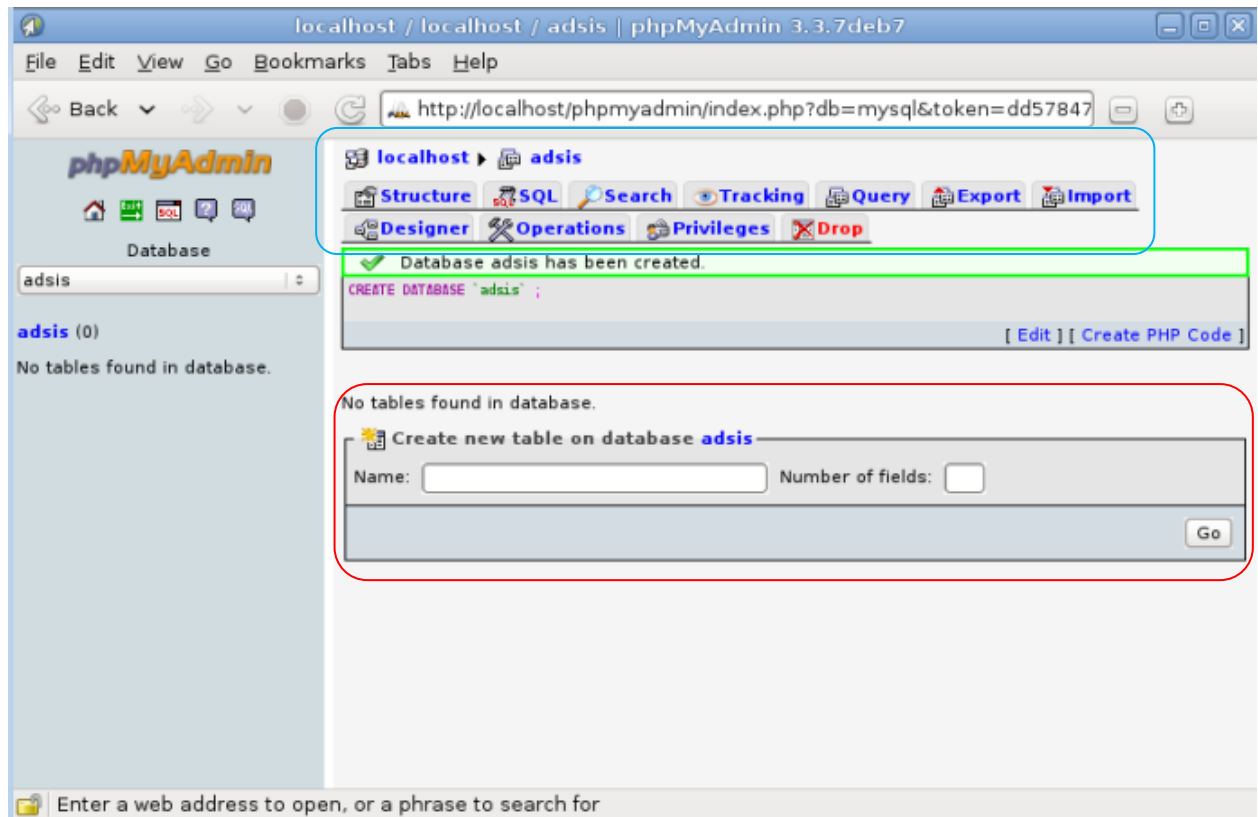 localhost / localhost / adsis | phpMyAdmin 3.3.7deb7
File Edit View Go Bookmarks Tabs Help
Back http://localhost/phpmyadmin/index.php?db=mysql&token=dd57847
phpMyAdmin
Exit SQL ? SQL
Database
adsis
adsis (0)
No tables found in database.
localhost adsis
Structure SQL Search Tracking Query Export Import
Designer Operations Privileges Drop
Database adsis has been created.
CREATE DATABASE `adsis` ;
[ Edit ] [ Create PHP Code ]
No tables found in database.
Create new table on database adsis
Name: Number of fields:
Go
Enter a web address to open, or a phrase to search for